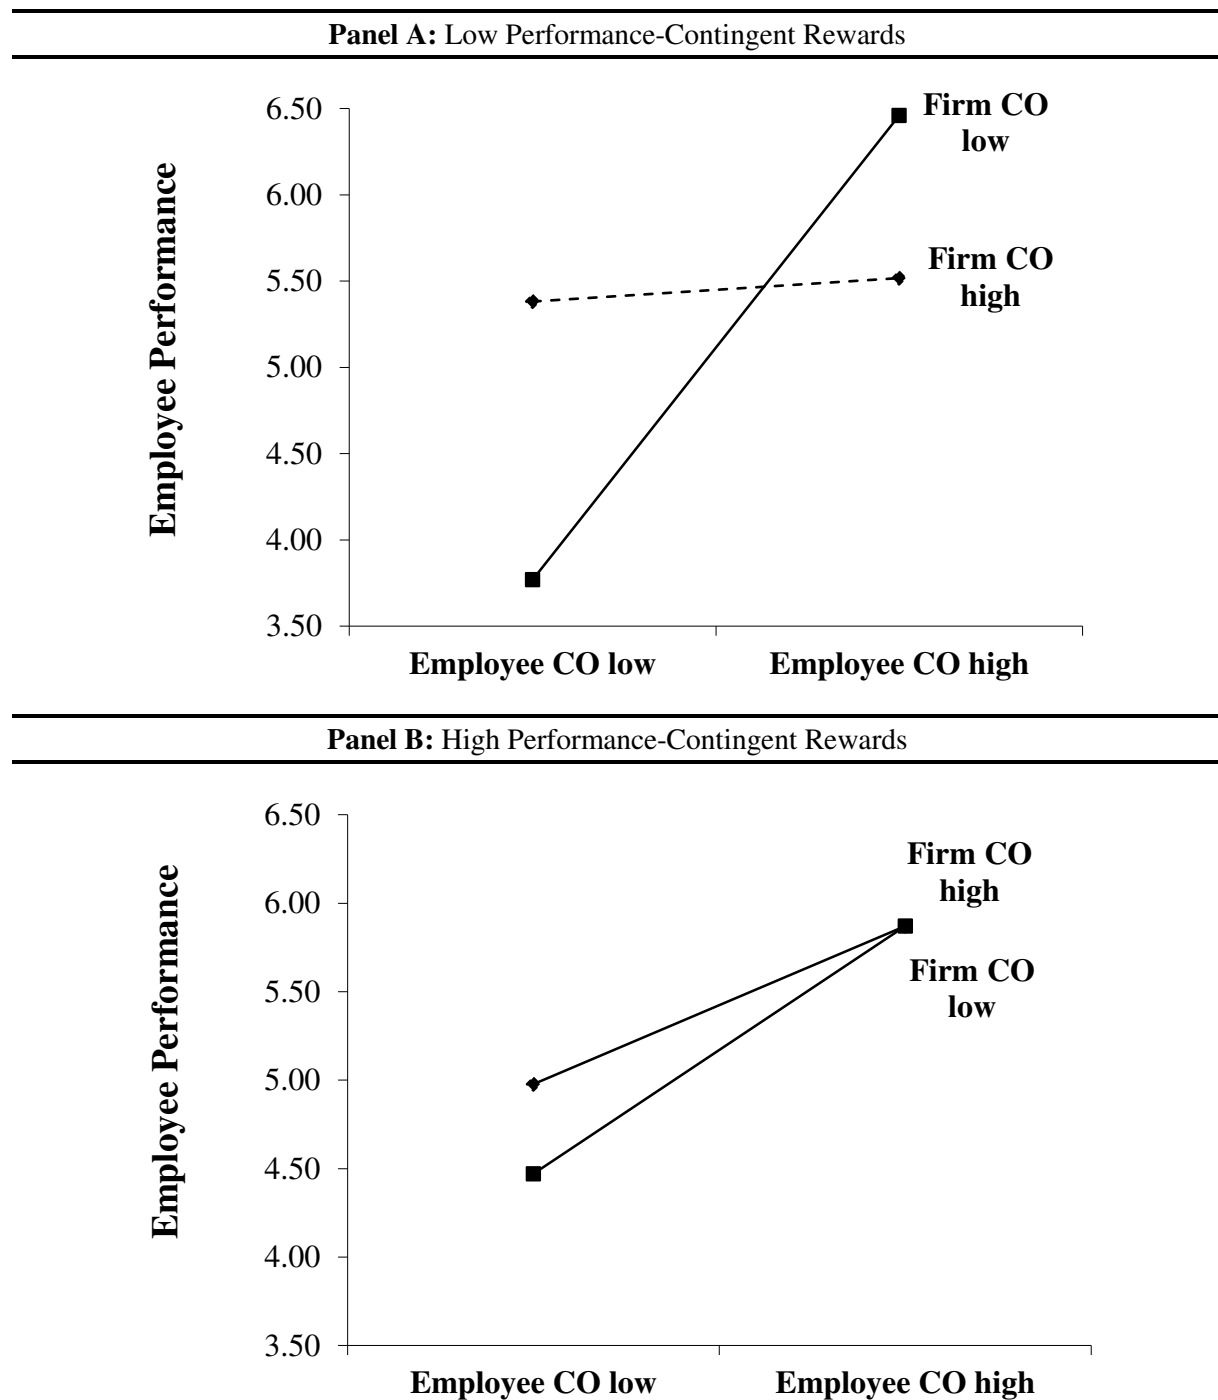 Panel A: Low Performance-Contingent Rewards
Employee Performance
6.50
6.00
5.50
5.00
4.50
4.00
3.50
Firm CO
low
Firm CO
high
Employee CO low
Employee CO high
Panel B: High Performance-Contingent Rewards
Employee Performance
6.50
6.00
5.50
5.00
4.50
4.00
3.50
Firm CO
high
Firm CO
low
Employee CO low
Employee CO high